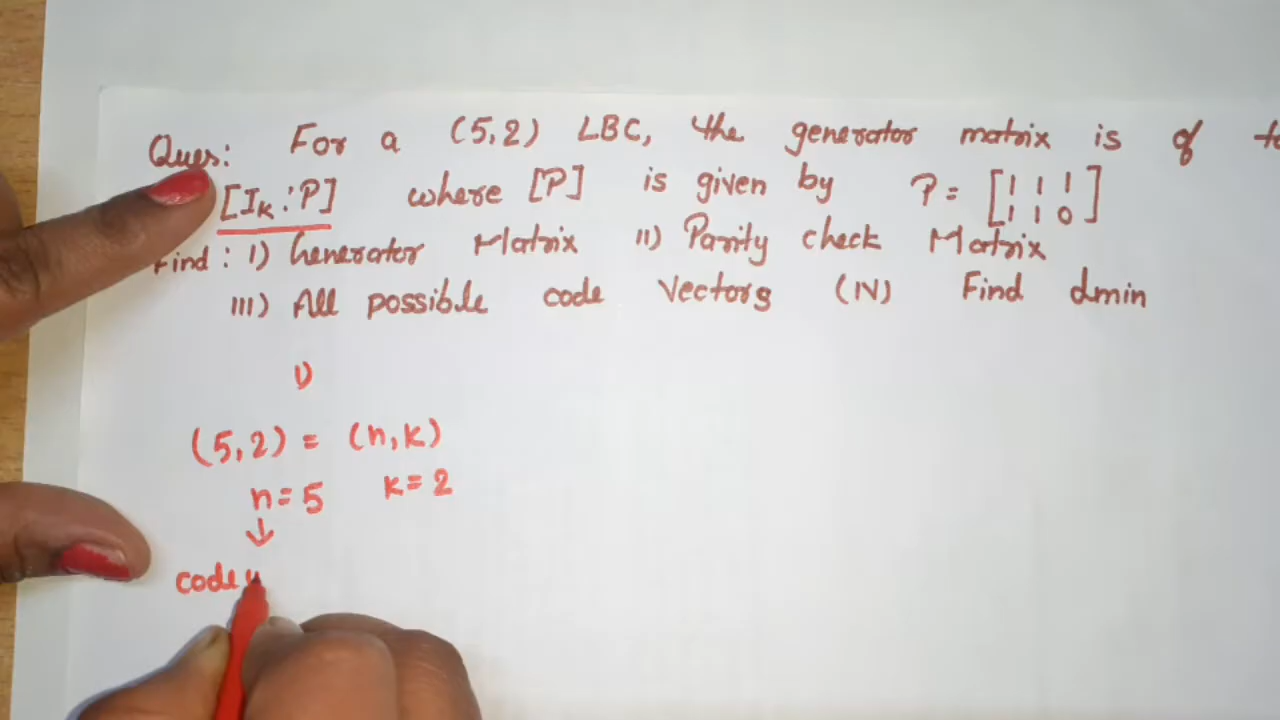 Ques: For a (5,2) LBC, the generator matrix is of
[Ik : P] where [P] is given by P = [1 1 1
1 1 0]
Find : i) Generator Matrix ii) Parity check Matrix
iii) All possible code vectors (IV) Find dmin
i)
(5,2) = (n,k)
n = 5 k = 2
↓
code